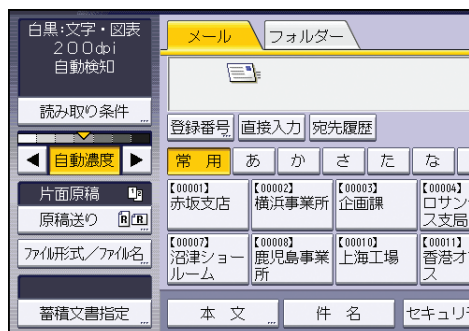 白黒:文字・図表
200dpi
自動検知
読み取り条件
自動濃度
片面原稿
原稿送り
ファイル形式/ファイル名
蓄積文書指定
メール
フォルダー
登録番号
直接入力
宛先履歴
常用
あ
か
さ
た
な
【00001】
赤坂支店
【00002】
横浜事業所
【00003】
企画課
【00004】
ロサン
ス支局
【00007】
沼津ショー
ルーム
【00008】
鹿児島事業
所
【00010】
上海工場
【00011】
香港オ
ス
本文
件名
セキュリ